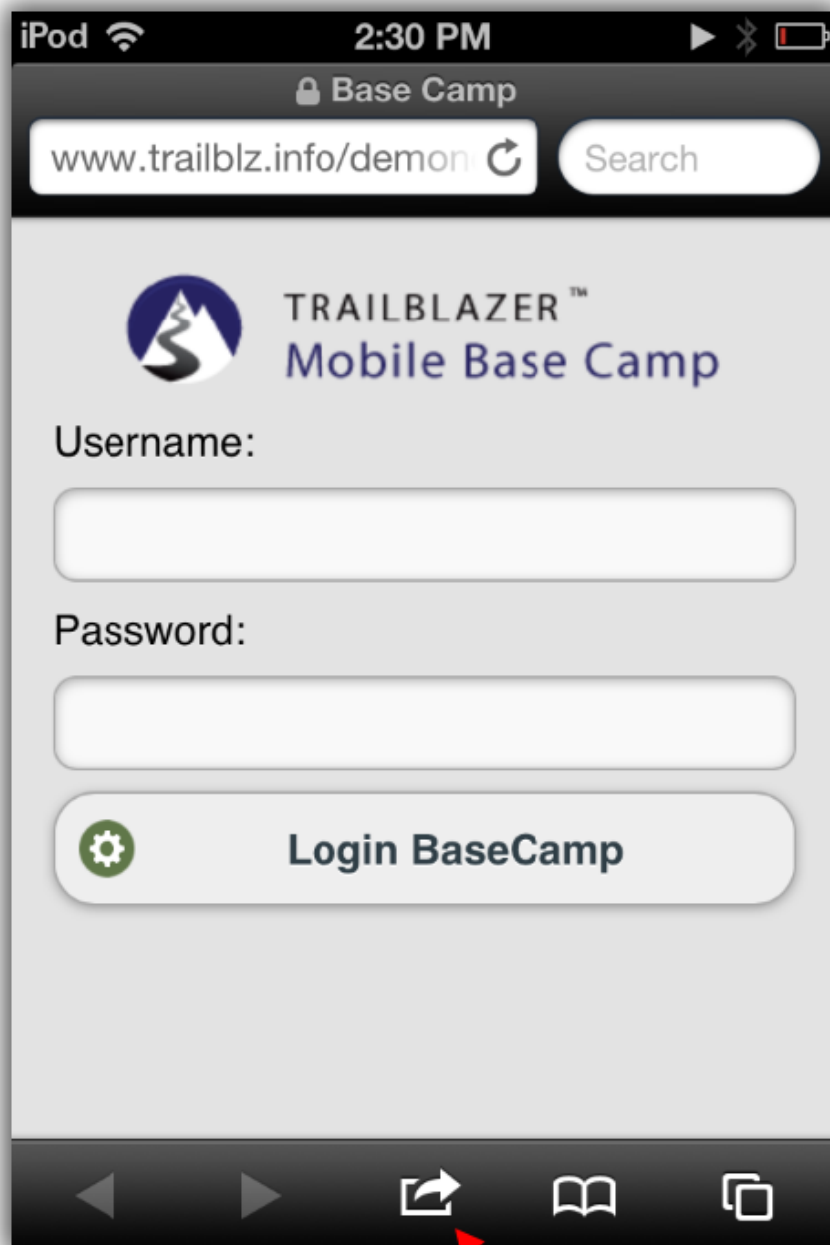 iPod 2:30 PM
Base Camp
www.trailblz.info/demon Search
TRAILBLAZER™
Mobile Base Camp
Username:
Password:
Login BaseCamp